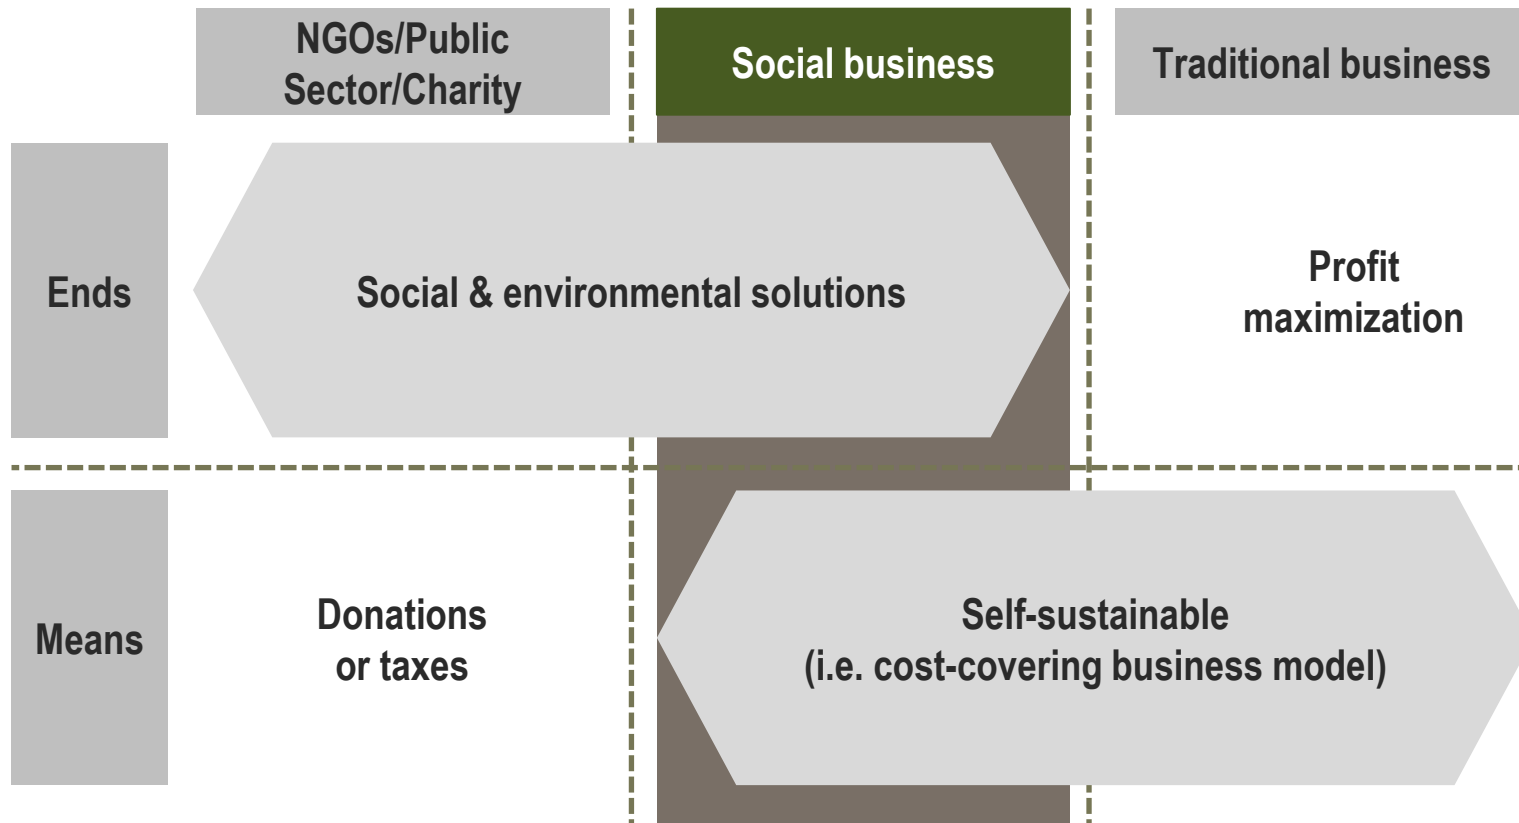 NGOs/Public
Sector/Charity
Social business
Traditional business
Ends
Social & environmental solutions
Profit
maximization
Means
Donations
or taxes
Self-sustainable
(i.e. cost-covering business model)